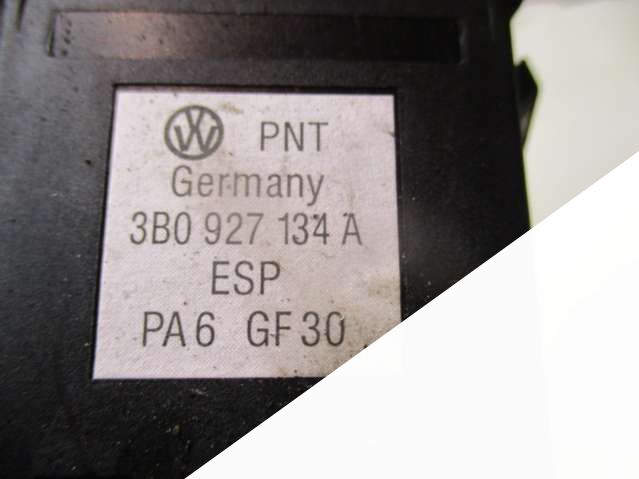 VW PNT
Germany
3B0 927 134 A
ESP
PA6 GF30